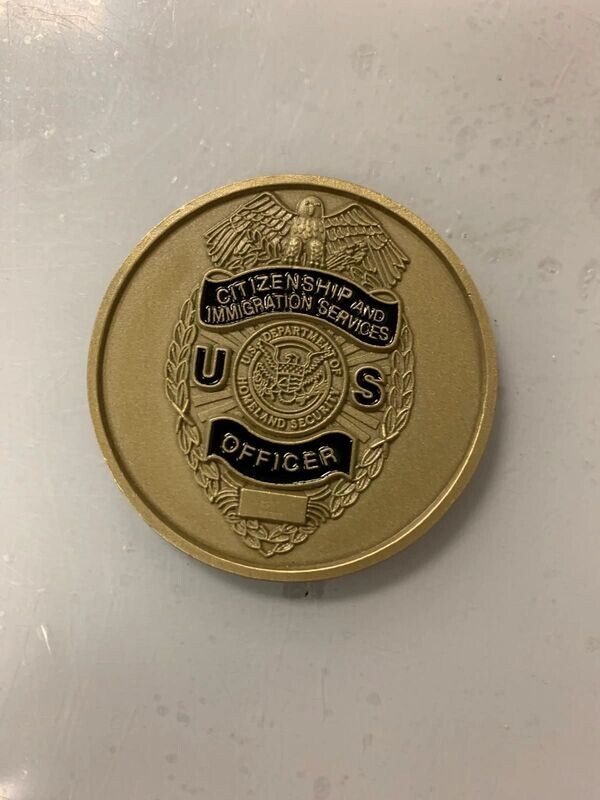 CITIZENSHIP AND
IMMIGRATION SERVICES
U S
U.S. DEPARTMENT OF
HOMELAND SECURITY
OFFICER